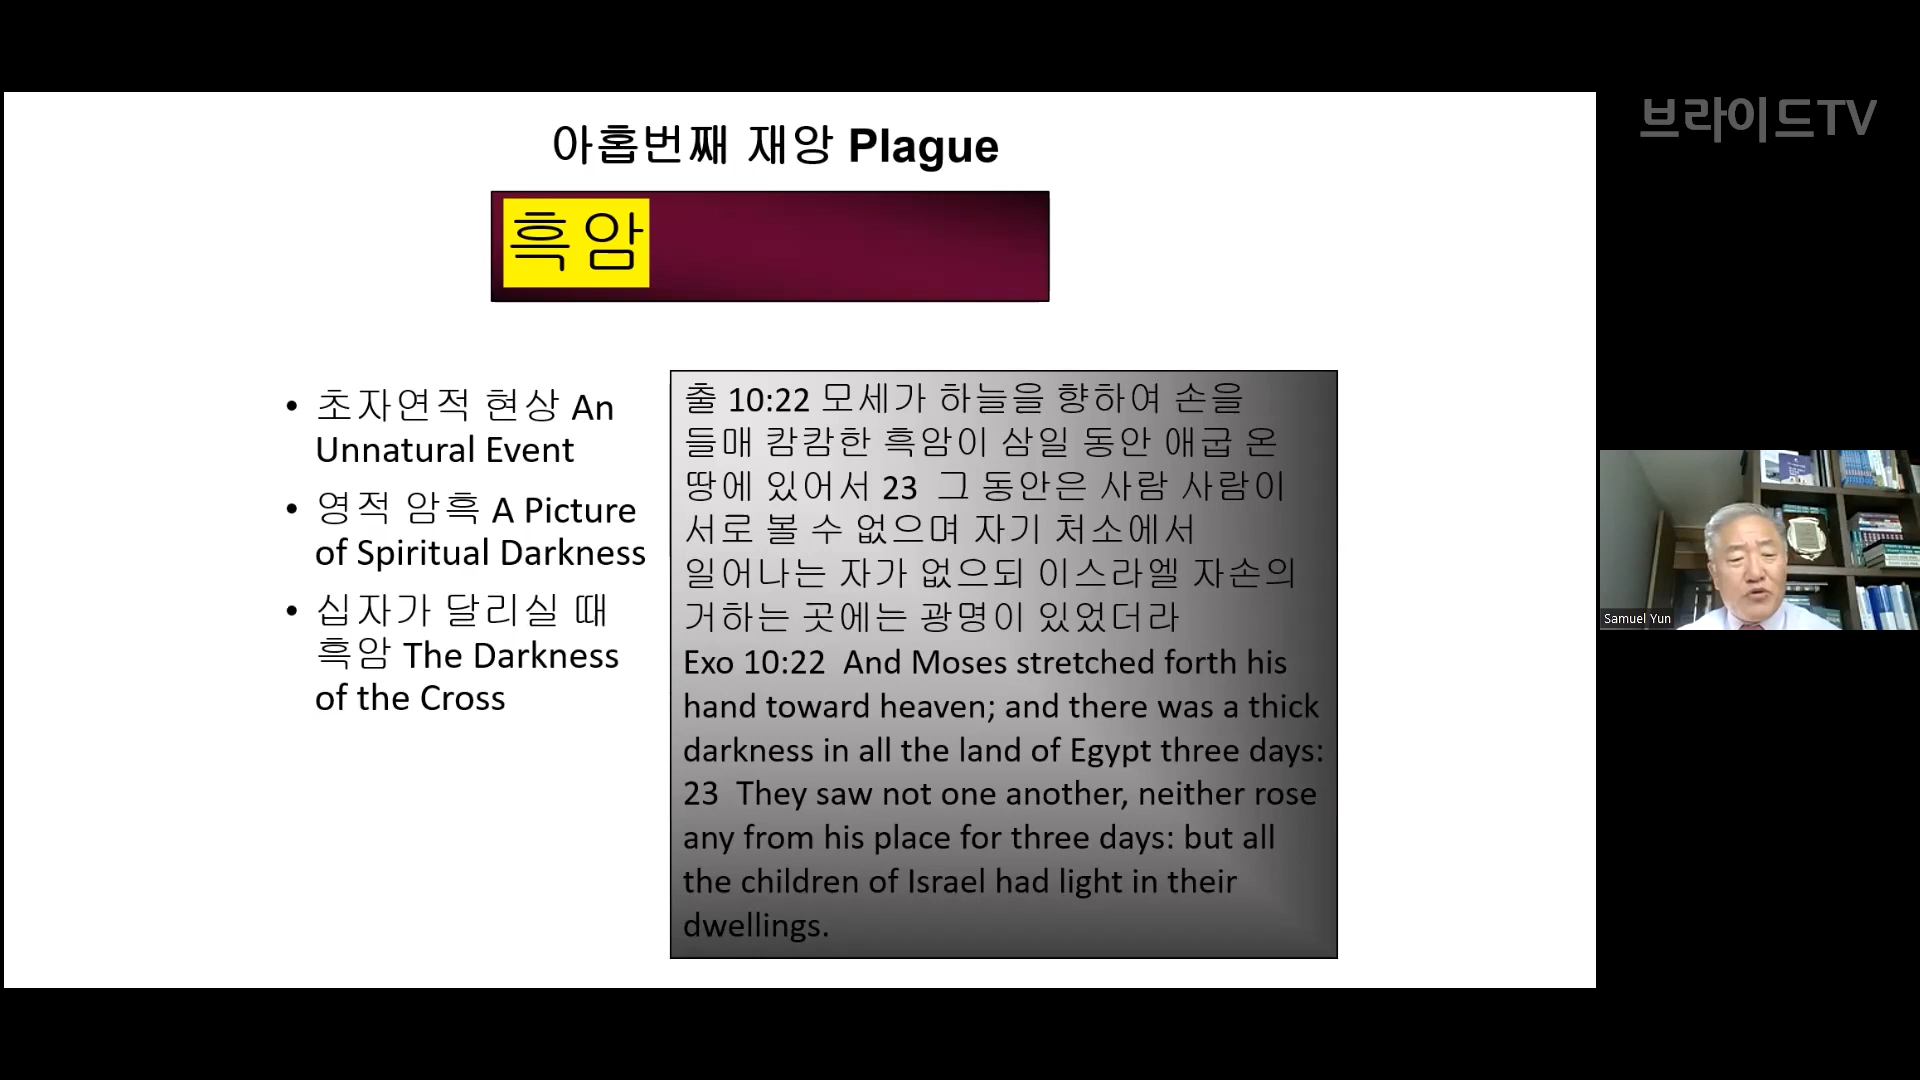 브라이드TV
아홉번째 재앙 Plague
흑암
• 초자연적 현상 An
Unnatural Event
• 영적 암흑 A Picture
of Spiritual Darkness
• 십자가 달리실 때
흑암 The Darkness
of the Cross
출 10:22 모세가 하늘을 향하여 손을
들매 캄캄한 흑암이 삼일 동안 애굽 온
땅에 있어서 23 그 동안은 사람 사람이
서로 볼 수 없으며 자기 처소에서
일어나는 자가 없으되 이스라엘 자손의
거하는 곳에는 광명이 있었더라
Exo 10:22 And Moses stretched forth his
hand toward heaven; and there was a thick
darkness in all the land of Egypt three days:
23 They saw not one another, neither rose
any from his place for three days: but all
the children of Israel had light in their
dwellings.
Samuel Yun